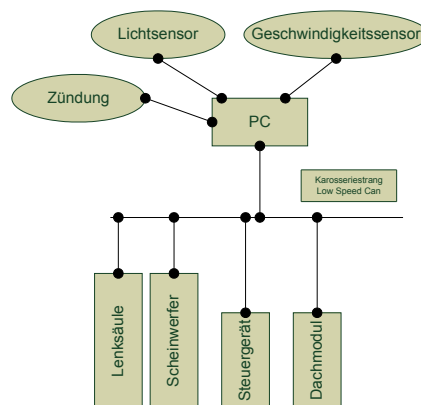 Lichtsensor
Geschwindigkeitssensor
Zündung
PC
Karosseriestrang
Low Speed Can
Lenksäule
Scheinwerfer
Steuergerät
Dachmodul